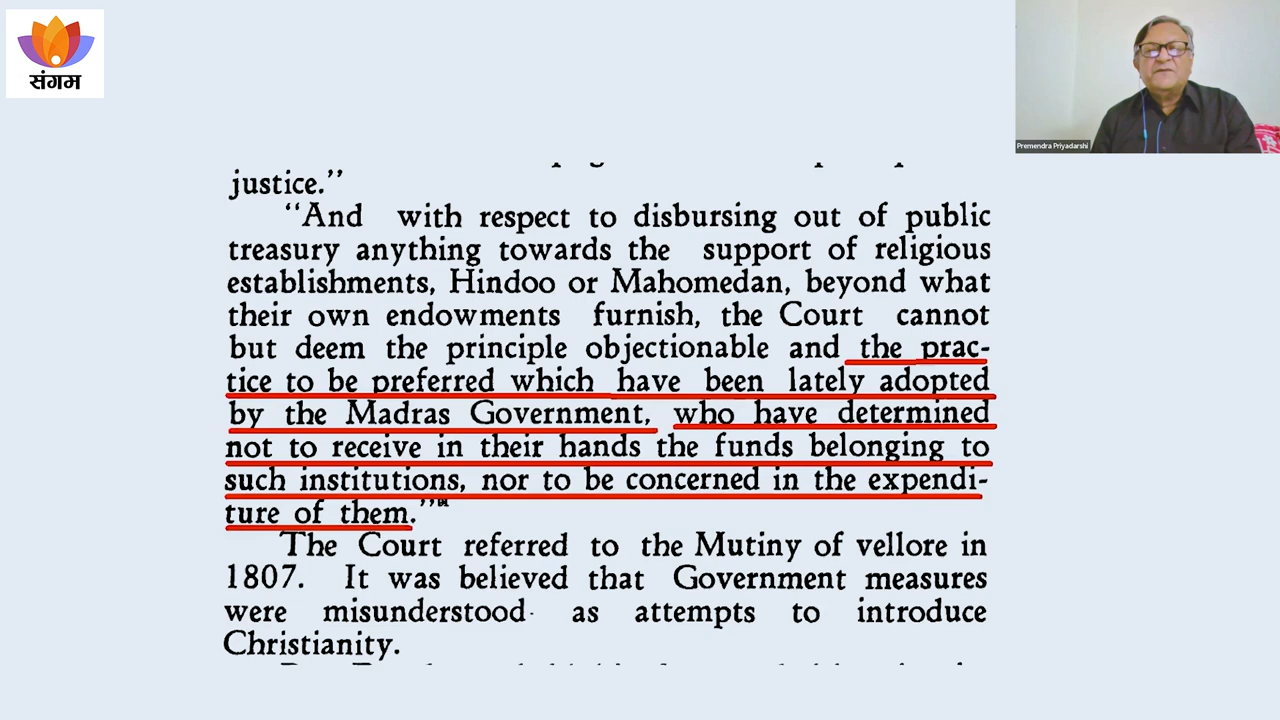 संगम
Premendra Priyadarshi
justice.”
“And with respect to disbursing out of public
treasury anything towards the support of religious
establishments, Hindoo or Mahomedan, beyond what
their own endowments furnish, the Court cannot
but deem the principle objectionable and the prac-
tice to be preferred which have been lately adopted
by the Madras Government, who have determined
not to receive in their hands the funds belonging to
such institutions, nor to be concerned in the expendi-
ture of them.”
The Court referred to the Mutiny of vellore in
1807. It was believed that Government measures
were misunderstood as attempts to introduce
Christianity.